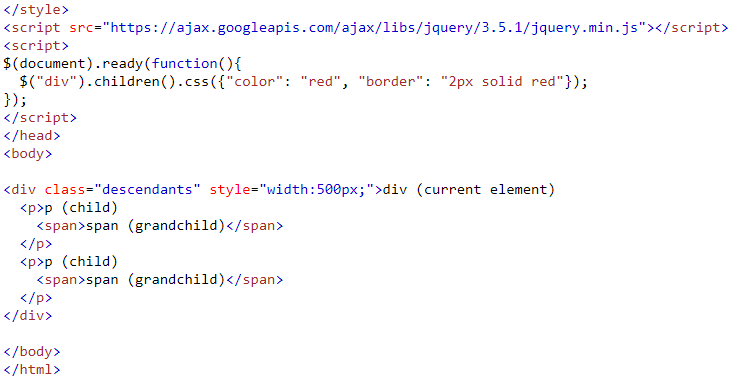 </style>
<script src="https://ajax.googleapis.com/ajax/libs/jquery/3.5.1/jquery.min.js"></script>
<script>
$(document).ready(function(){
  $("div").children().css({"color": "red", "border": "2px solid red"});
});
</script>
</head>
<body>

<div class="descendants" style="width:500px;">div (current element)
  <p>p (child)
    <span>span (grandchild)</span>
  </p>
  <p>p (child)
    <span>span (grandchild)</span>
  </p>
</div>

</body>
</html>